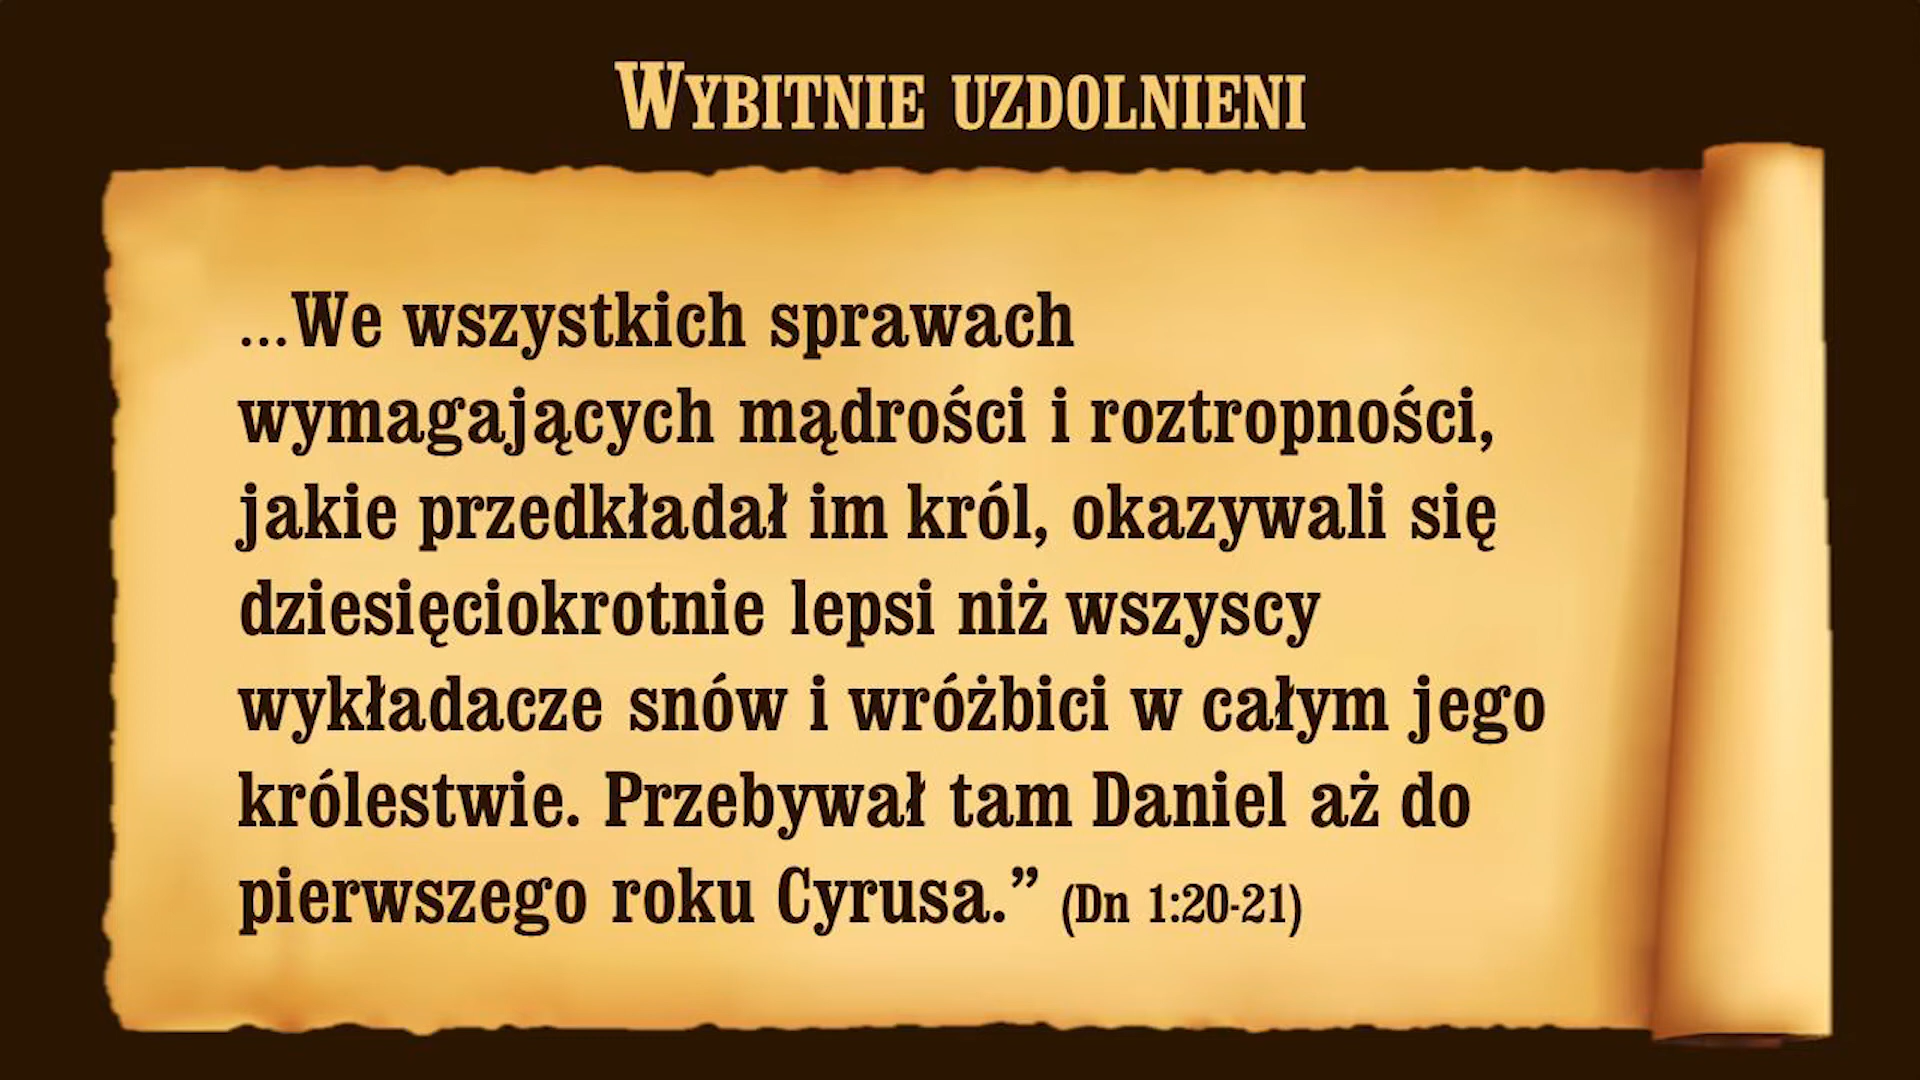 Wybitnie uzdolnieni
...We wszystkich sprawach
wymagających mądrości i roztropności,
jakie przedkładał im król, okazywali się
dziesięciokrotnie lepsi niż wszyscy
wykładacze snów i wróżbici w całym jego
królestwie. Przebywał tam Daniel aż do
pierwszego roku Cyrusa.” (Dn 1:20-21)